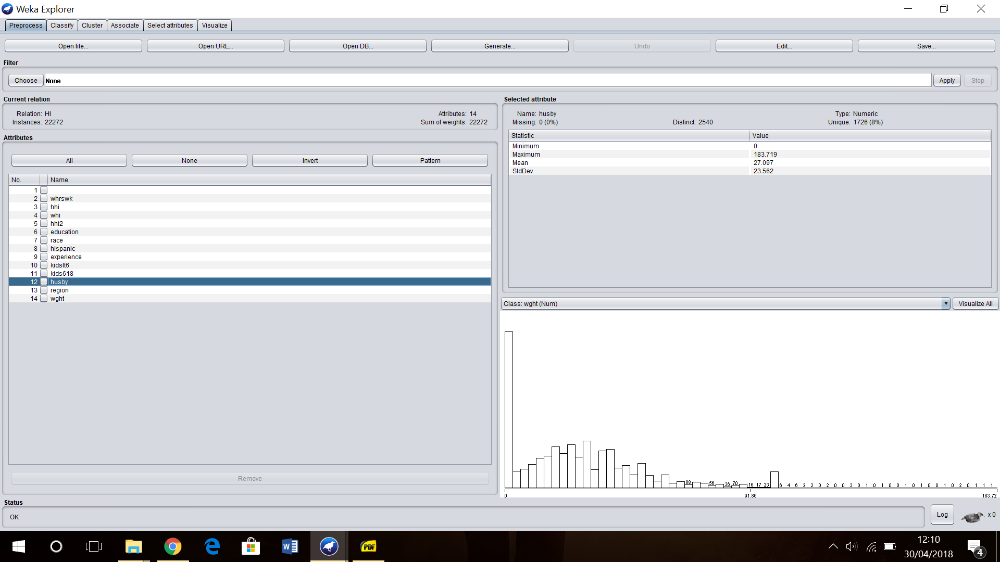 Weka Explorer
Preprocess Classify Cluster Associate Select attributes Visualize
Open file... Open URL... Open DB... Generate... Undo Edit... Save...
Filter
Choose None Apply Stop
Current relation
Relation: HI Attributes: 14
Instances: 22272 Sum of weights: 22272
Attributes
All None Invert Pattern
No. Name
1
2 whrswk
3 hhi
4 whi
5 hhi2
6 education
7 race
8 hispanic
9 experience
10 kidslt6
11 kids618
12 husby
13 region
14 wght
Remove
Selected attribute
Name: husby Type: Numeric
Missing: 0 (0%) Distinct: 2540 Unique: 1726 (8%)
Statistic Value
Minimum 0
Maximum 183.719
Mean 27.097
StdDev 23.562
Class: wght (Num) Visualize All
88 56 36 70 16 17 23 6 4 6 2 2 0 2 0 0 3 0 1 0 1 0 0 1 0 1 0 1 0 0 1 0 2 0 1 1 1
0 91.86 183.72
Status
OK
Log x 0
W PDF
12:10
30/04/2018
4